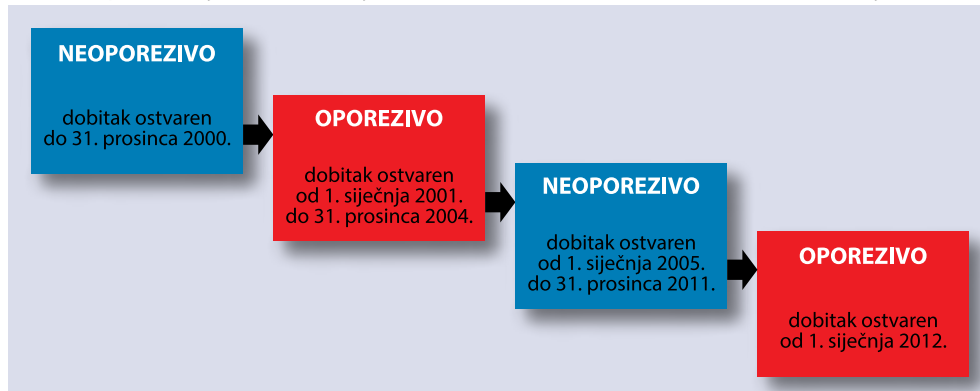 NEOPOREZIVO
dobitak ostvaren
do 31. prosinca 2000.
OPOREZIVO
dobitak ostvaren
od 1. siječnja 2001.
do 31. prosinca 2004.
NEOPOREZIVO
dobitak ostvaren
od 1. siječnja 2005.
do 31. prosinca 2011.
OPOREZIVO
dobitak ostvaren
od 1. siječnja 2012.